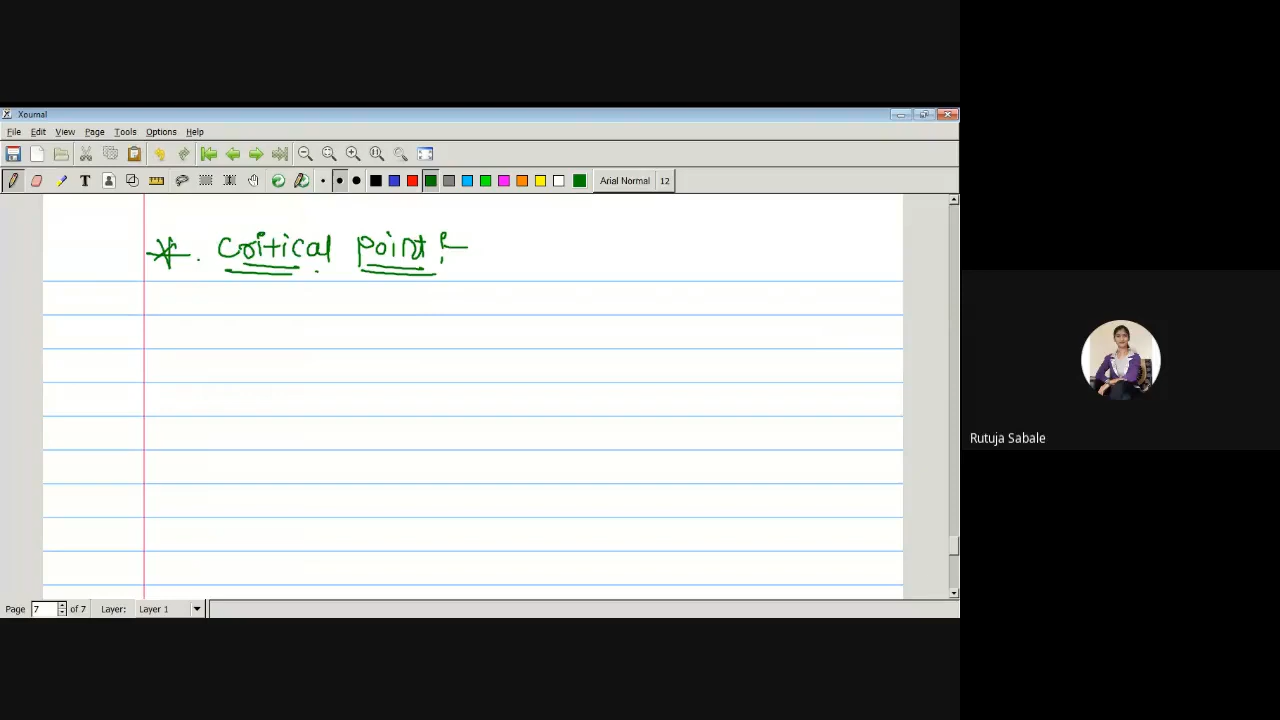 Xournal
File Edit View Page Tools Options Help
T Arial Normal 12
*. Critical point :-
Rutuja Sabale
Page 7 of 7 Layer: Layer 1